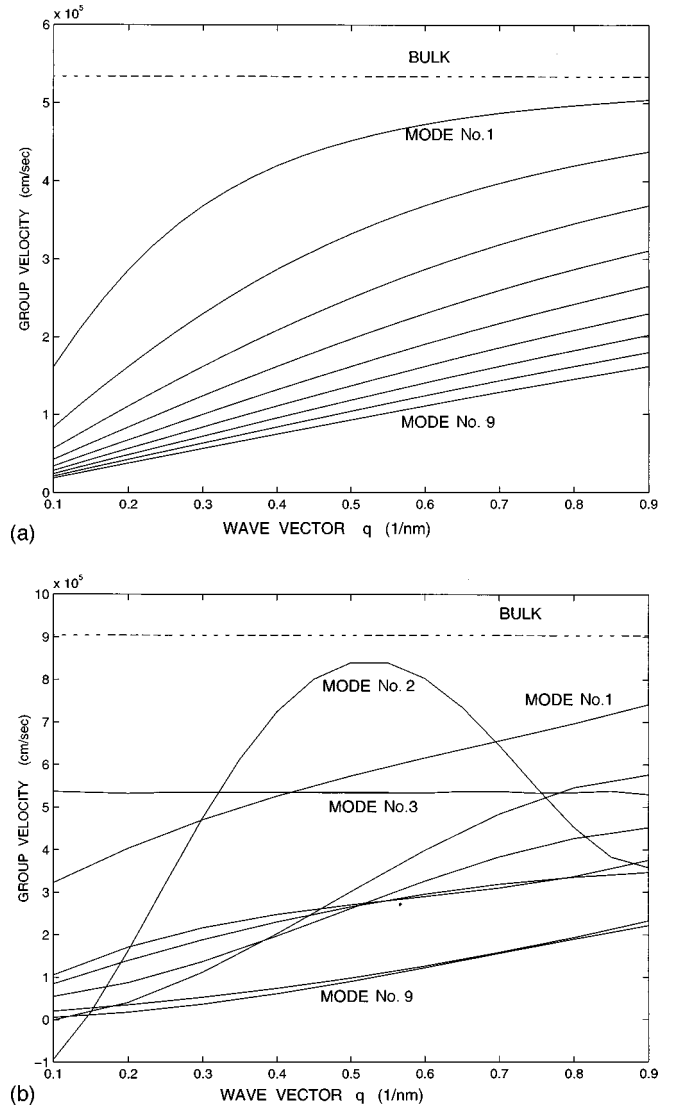 x 10⁵
6
5
4
3
2
1
0
GROUP VELOCITY (cm/sec)
BULK
MODE No.1
MODE No. 9
0.1 0.2 0.3 0.4 0.5 0.6 0.7 0.8 0.9
(a) WAVE VECTOR q (1/nm)
x 10⁵
10
9
8
7
6
5
4
3
2
1
0
-1
GROUP VELOCITY (cm/sec)
BULK
MODE No. 2
MODE No.1
MODE No.3
MODE No. 9
0.1 0.2 0.3 0.4 0.5 0.6 0.7 0.8 0.9
(b) WAVE VECTOR q (1/nm)